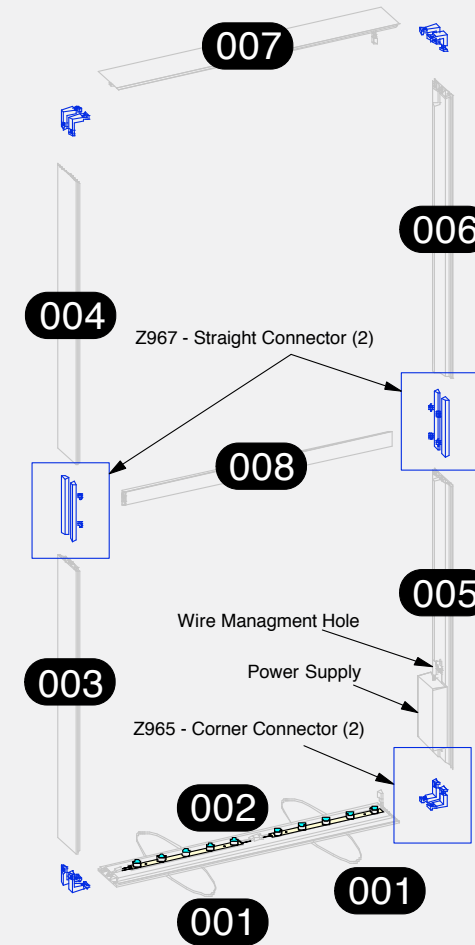 007
006
004
Z967 - Straight Connector (2)
008
005
Wire Managment Hole
003
Power Supply
Z965 - Corner Connector (2)
002
001
001